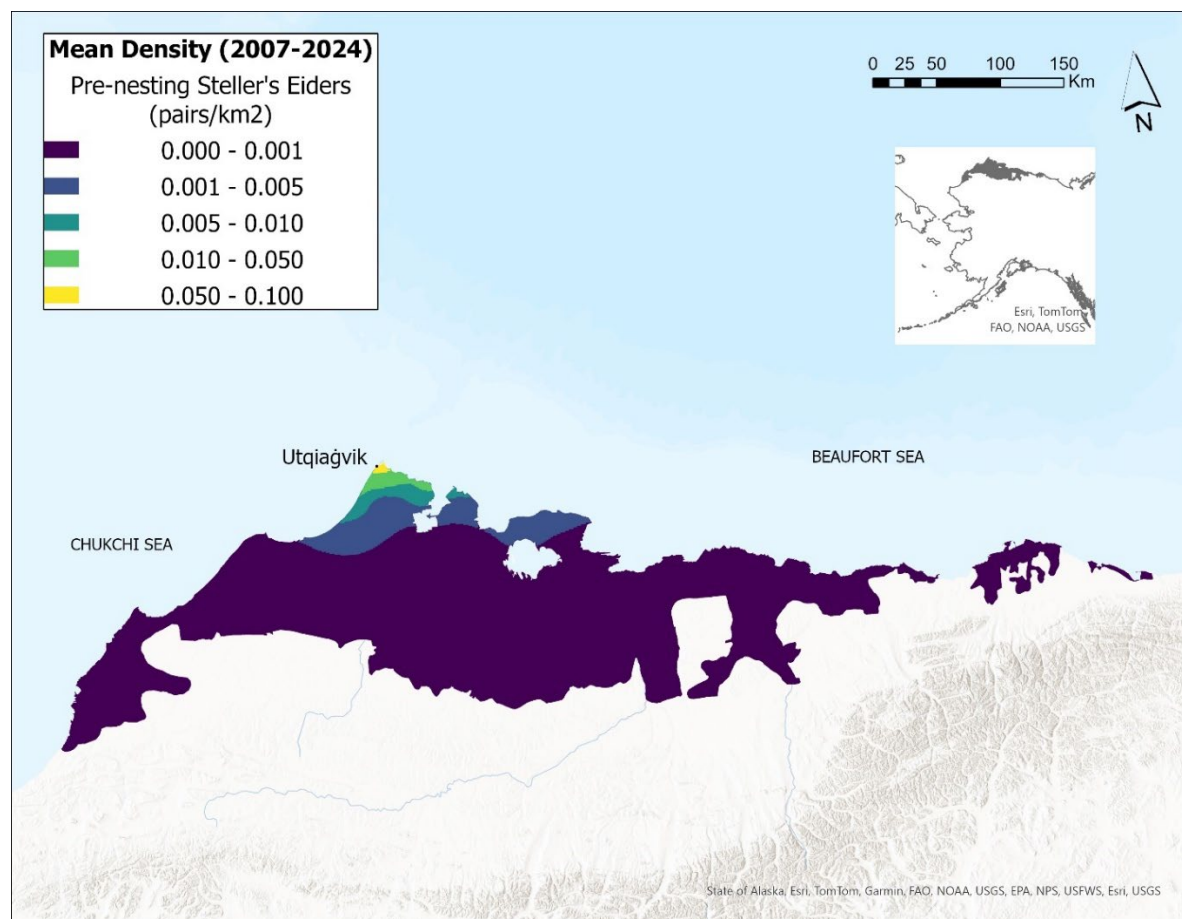 Mean Density (2007-2024)
Pre-nesting Steller's Eiders
(pairs/km2)
0.000 - 0.001
0.001 - 0.005
0.005 - 0.010
0.010 - 0.050
0.050 - 0.100
0 25 50 100 150
Km
N
Esri, TomTom
FAO, NOAA, USGS
Utqiaġvik
BEAUFORT SEA
CHUKCHI SEA
State of Alaska, Esri, TomTom, Garmin, FAO, NOAA, USGS, EPA, NPS, USFWS, Esri, USGS